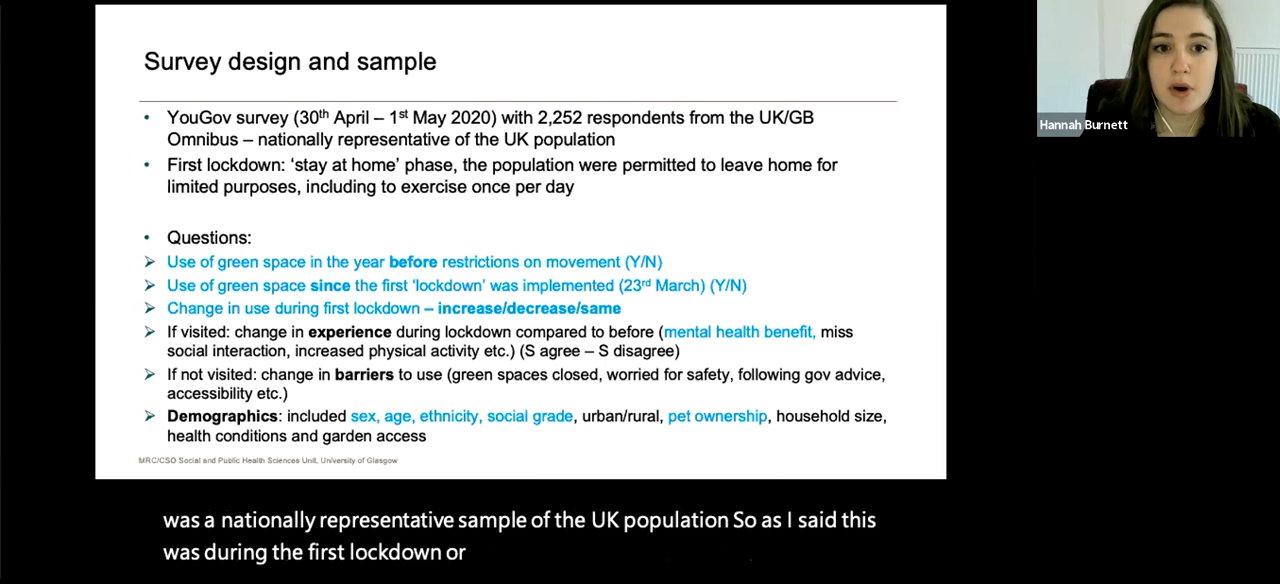 Survey design and sample
• YouGov survey (30th April – 1st May 2020) with 2,252 respondents from the UK/GB
Omnibus – nationally representative of the UK population
• First lockdown: ‘stay at home’ phase, the population were permitted to leave home for
limited purposes, including to exercise once per day
• Questions:
➢ Use of green space in the year before restrictions on movement (Y/N)
➢ Use of green space since the first ‘lockdown’ was implemented (23rd March) (Y/N)
➢ Change in use during first lockdown – increase/decrease/same
➢ If visited: change in experience during lockdown compared to before (mental health benefit, miss
social interaction, increased physical activity etc.) (S agree – S disagree)
➢ If not visited: change in barriers to use (green spaces closed, worried for safety, following gov advice,
accessibility etc.)
➢ Demographics: included sex, age, ethnicity, social grade, urban/rural, pet ownership, household size,
health conditions and garden access
MRC/CSO Social and Public Health Sciences Unit, University of Glasgow
Hannah Burnett
was a nationally representative sample of the UK population So as I said this
was during the first lockdown or